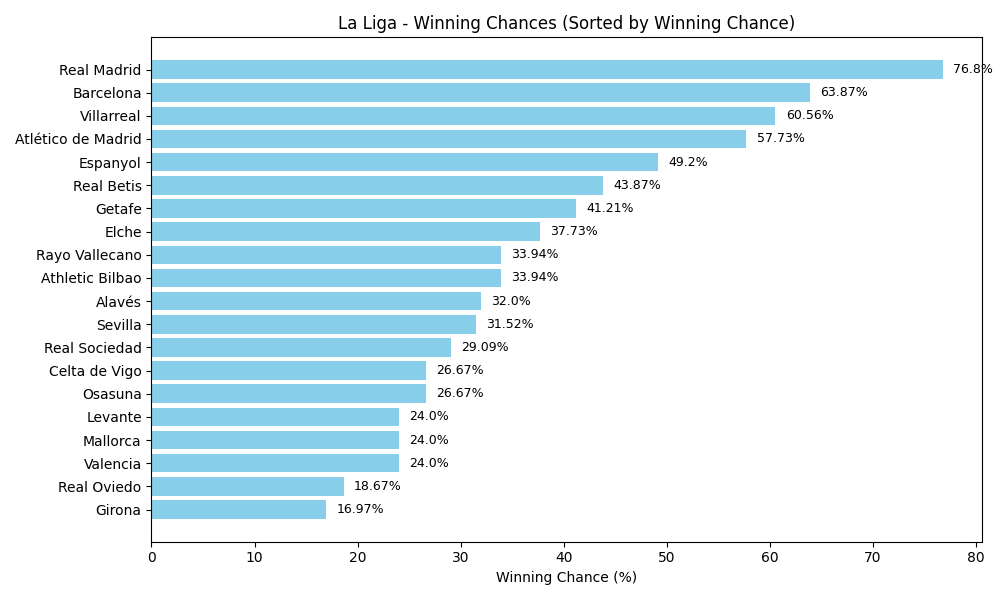 La Liga - Winning Chances (Sorted by Winning Chance)
Real Madrid 76.8%
Barcelona 63.87%
Villarreal 60.56%
Atlético de Madrid 57.73%
Espanyol 49.2%
Real Betis 43.87%
Getafe 41.21%
Elche 37.73%
Rayo Vallecano 33.94%
Athletic Bilbao 33.94%
Alavés 32.0%
Sevilla 31.52%
Real Sociedad 29.09%
Celta de Vigo 26.67%
Osasuna 26.67%
Levante 24.0%
Mallorca 24.0%
Valencia 24.0%
Real Oviedo 18.67%
Girona 16.97%
0 10 20 30 40 50 60 70 80
Winning Chance (%)